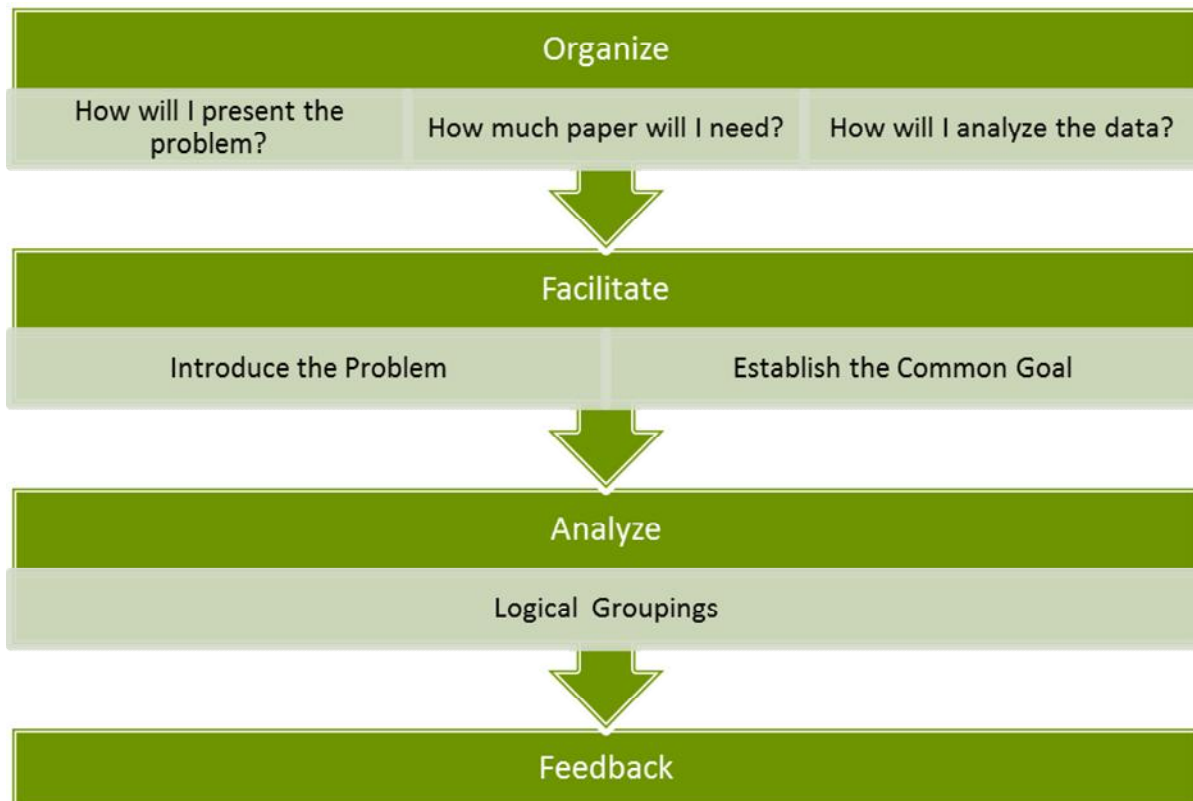 Organize
How will I present the
problem?
How much paper will I need?
How will I analyze the data?
Facilitate
Introduce the Problem
Establish the Common Goal
Analyze
Logical Groupings
Feedback